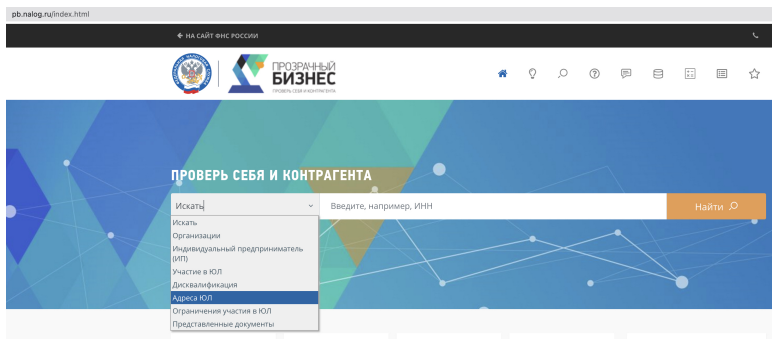 pb.nalog.ru/index.html
НА САЙТ ФНС РОССИИ
ПРОЗРАЧНЫЙ
БИЗНЕС
ПРОВЕРЬ СЕБЯ И КОНТРАГЕНТА
ПРОВЕРЬ СЕБЯ И КОНТРАГЕНТА
Искать
Введите, например, ИНН
Найти
Искать
Организации
Индивидуальный предприниматель
(ИП)
Участие в ЮЛ
Дисквалификация
Адреса ЮЛ
Ограничения участия в ЮЛ
Представленные документы